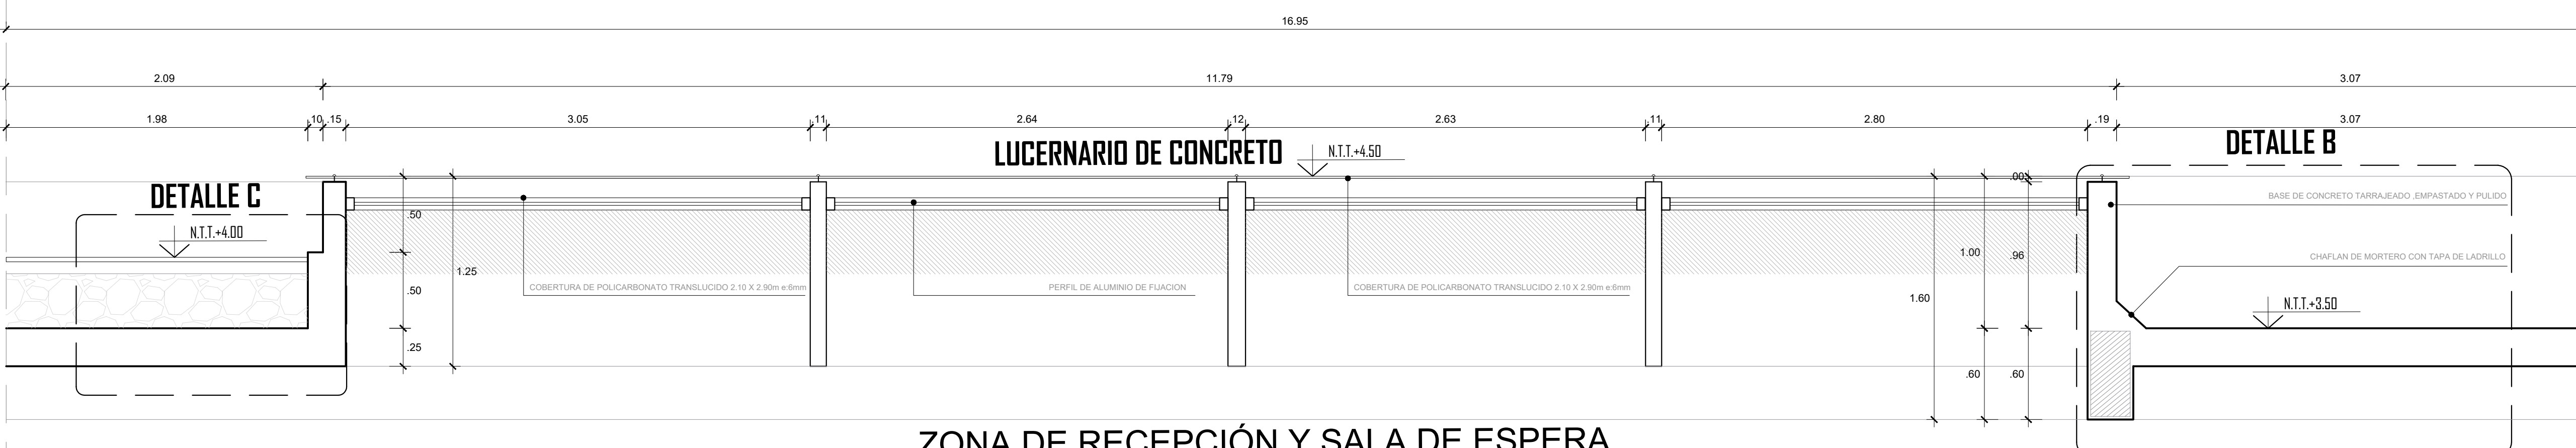 16.95
2.09
11.79
3.07
1.98
.10
.15
3.05
.11
2.64
.12
2.63
.11
2.80
.19
3.07
LUCERNARIO DE CONCRETO
N.T.T.+4.50
DETALLE B
DETALLE C
.00
BASE DE CONCRETO TARRAJEADO ,EMPASTADO Y PULIDO
.50
N.T.T.+4.00
1.00
.96
CHAFLAN DE MORTERO CON TAPA DE LADRILLO
1.25
.50
COBERTURA DE POLICARBONATO TRANSLUCIDO 2.10 X 2.90m e:6mm
PERFIL DE ALUMINIO DE FIJACION
COBERTURA DE POLICARBONATO TRANSLUCIDO 2.10 X 2.90m e:6mm
1.60
N.T.T.+3.50
.25
.60
.60
ZONA DE RECEPCIÓN Y SALA DE ESPERA